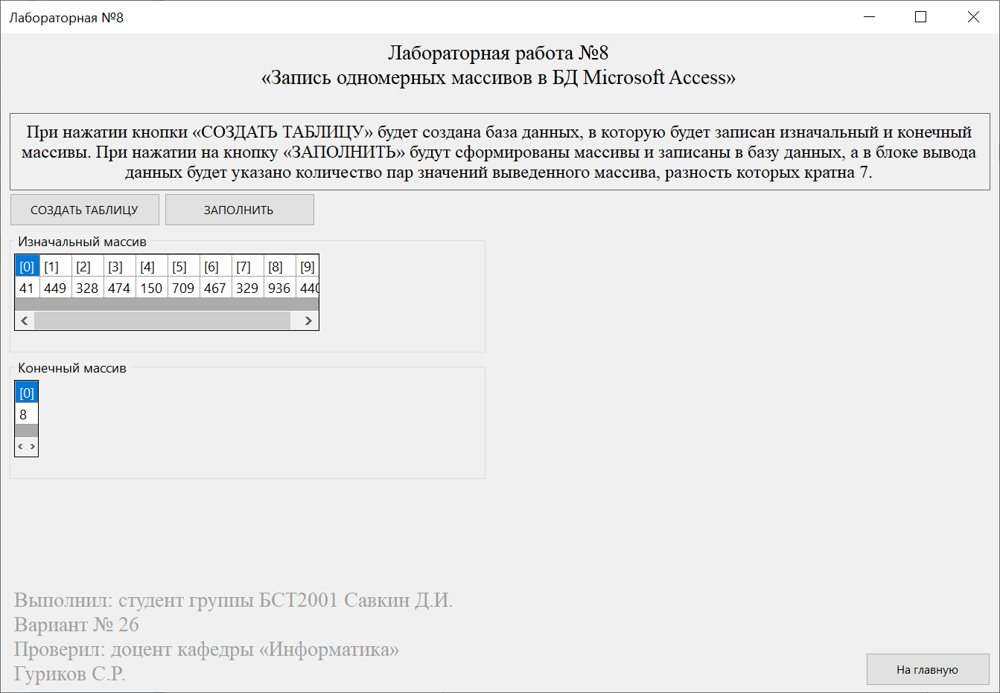 Лабораторная №8
Лабораторная работа №8
«Запись одномерных массивов в БД Microsoft Access»
При нажатии кнопки «СОЗДАТЬ ТАБЛИЦУ» будет создана база данных, в которую будет записан изначальный и конечный
массивы. При нажатии на кнопку «ЗАПОЛНИТЬ» будут сформированы массивы и записаны в базу данных, а в блоке вывода
данных будет указано количество пар значений выведенного массива, разность которых кратна 7.
СОЗДАТЬ ТАБЛИЦУ ЗАПОЛНИТЬ
Изначальный массив
[0] [1] [2] [3] [4] [5] [6] [7] [8] [9]
41 449 328 474 150 709 467 329 936 440
Конечный массив
[0]
8
Выполнил: студент группы БСТ2001 Савкин Д.И.
Вариант № 26
Проверил: доцент кафедры «Информатика»
Гуриков С.Р.
На главную